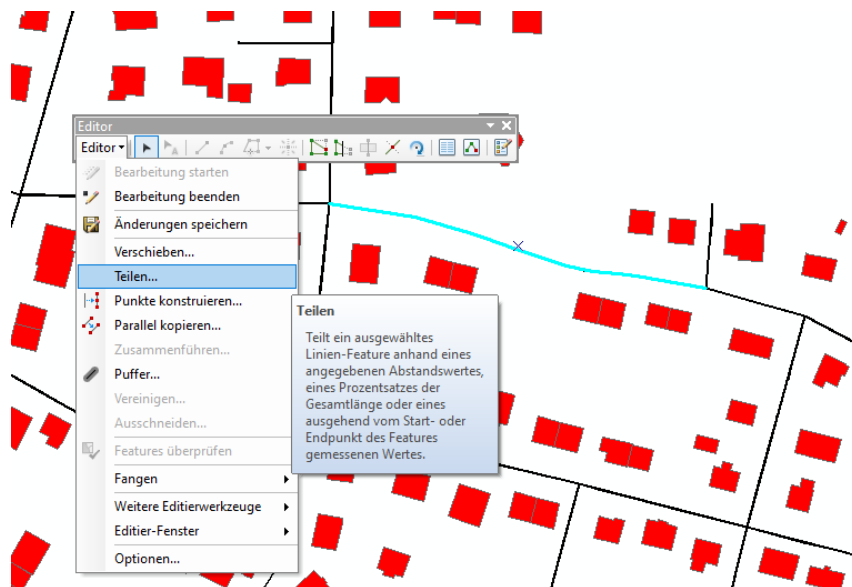 Editor
Editor
Bearbeitung starten
Bearbeitung beenden
Änderungen speichern
Verschieben...
Teilen...
Punkte konstruieren...
Parallel kopieren...
Zusammenführen...
Puffer...
Vereinigen...
Ausschneiden...
Features überprüfen
Fangen
Weitere Editierwerkzeuge
Editier-Fenster
Optionen...
Teilen
Teilt ein ausgewähltes
Linien-Feature anhand eines
angegebenen Abstandswertes,
eines Prozentsatzes der
Gesamtlänge oder eines
ausgehend vom Start- oder
Endpunkt des Features
gemessenen Wertes.